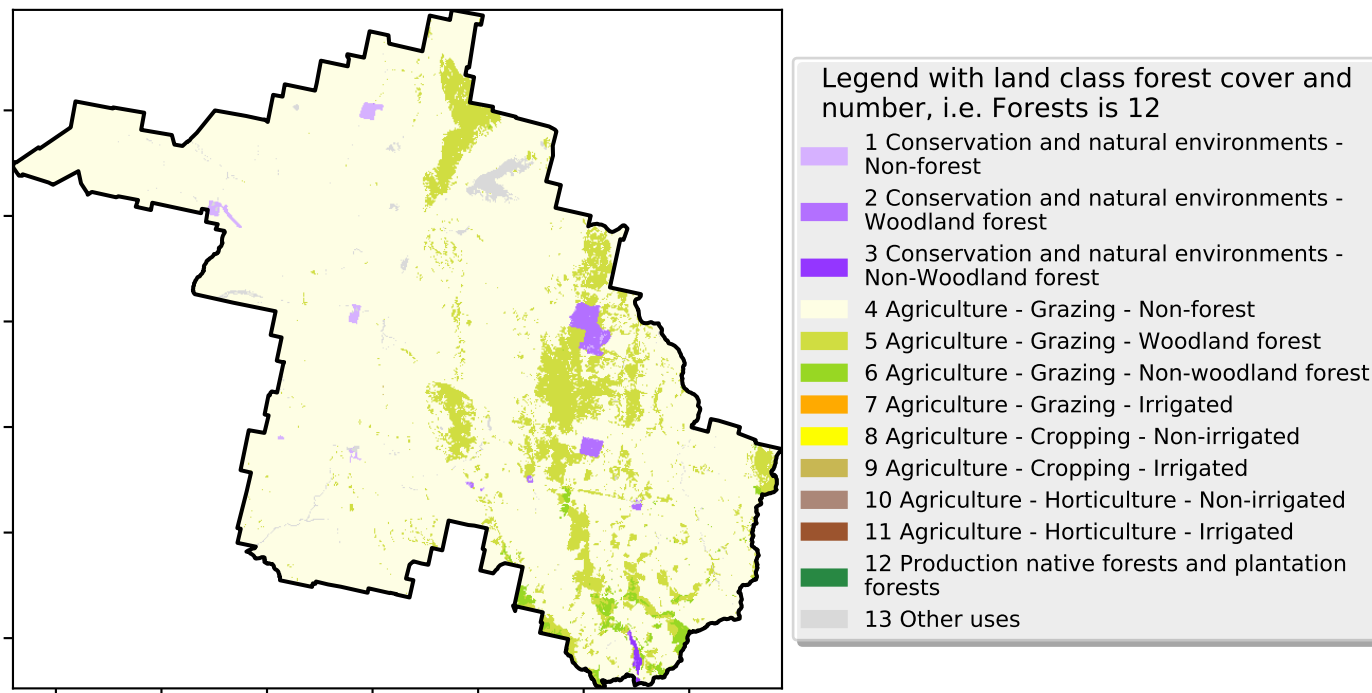 Legend with land class forest cover and
number, i.e. Forests is 12
1 Conservation and natural environments -
Non-forest
2 Conservation and natural environments -
Woodland forest
3 Conservation and natural environments -
Non-Woodland forest
4 Agriculture - Grazing - Non-forest
5 Agriculture - Grazing - Woodland forest
6 Agriculture - Grazing - Non-woodland forest
7 Agriculture - Grazing - Irrigated
8 Agriculture - Cropping - Non-irrigated
9 Agriculture - Cropping - Irrigated
10 Agriculture - Horticulture - Non-irrigated
11 Agriculture - Horticulture - Irrigated
12 Production native forests and plantation
forests
13 Other uses